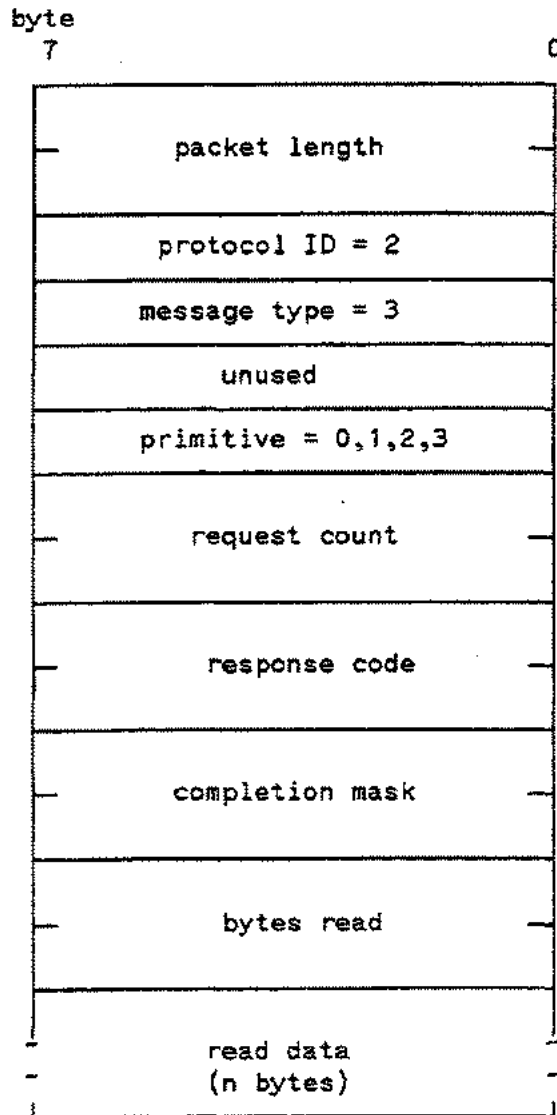 byte
7 0
packet length
protocol ID = 2
message type = 3
unused
primitive = 0,1,2,3
request count
response code
completion mask
bytes read
read data
(n bytes)